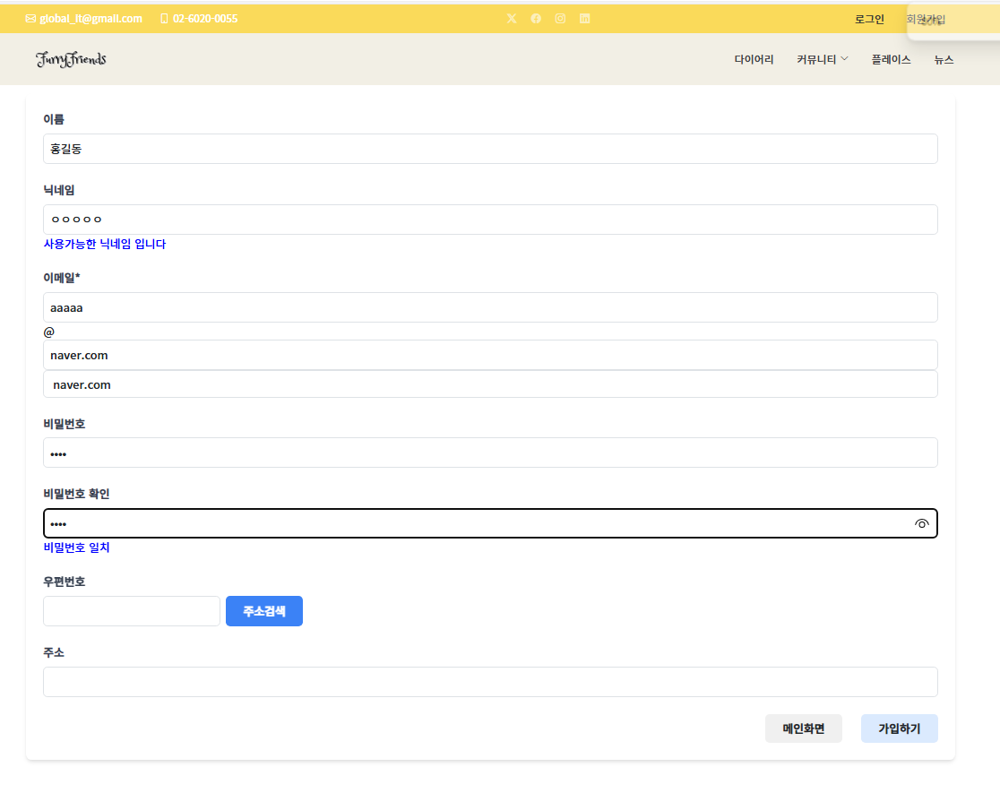 global_it@gmail.com 02-6020-0055 로그인 회원가입
FurryFriends 다이어리 커뮤니티 플레이스 뉴스
이름
홍길동
닉네임
ㅇㅇㅇㅇㅇ
사용가능한 닉네임 입니다
이메일*
aaaaa
@
naver.com
naver.com
비밀번호
••••
비밀번호 확인
••••
비밀번호 일치
우편번호
주소검색
주소
메인화면 가입하기